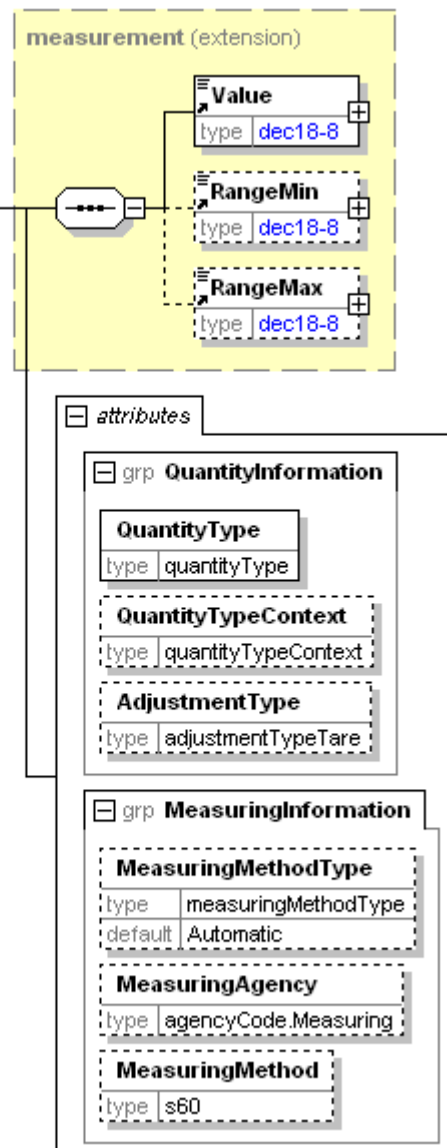 measurement (extension)
Value
type dec18-8
RangeMin
type dec18-8
RangeMax
type dec18-8
attributes
grp QuantityInformation
QuantityType
type quantityType
QuantityTypeContext
type quantityTypeContext
AdjustmentType
type adjustmentTypeTare
grp MeasuringInformation
MeasuringMethodType
type measuringMethodType
default Automatic
MeasuringAgency
type agencyCode.Measuring
MeasuringMethod
type s60